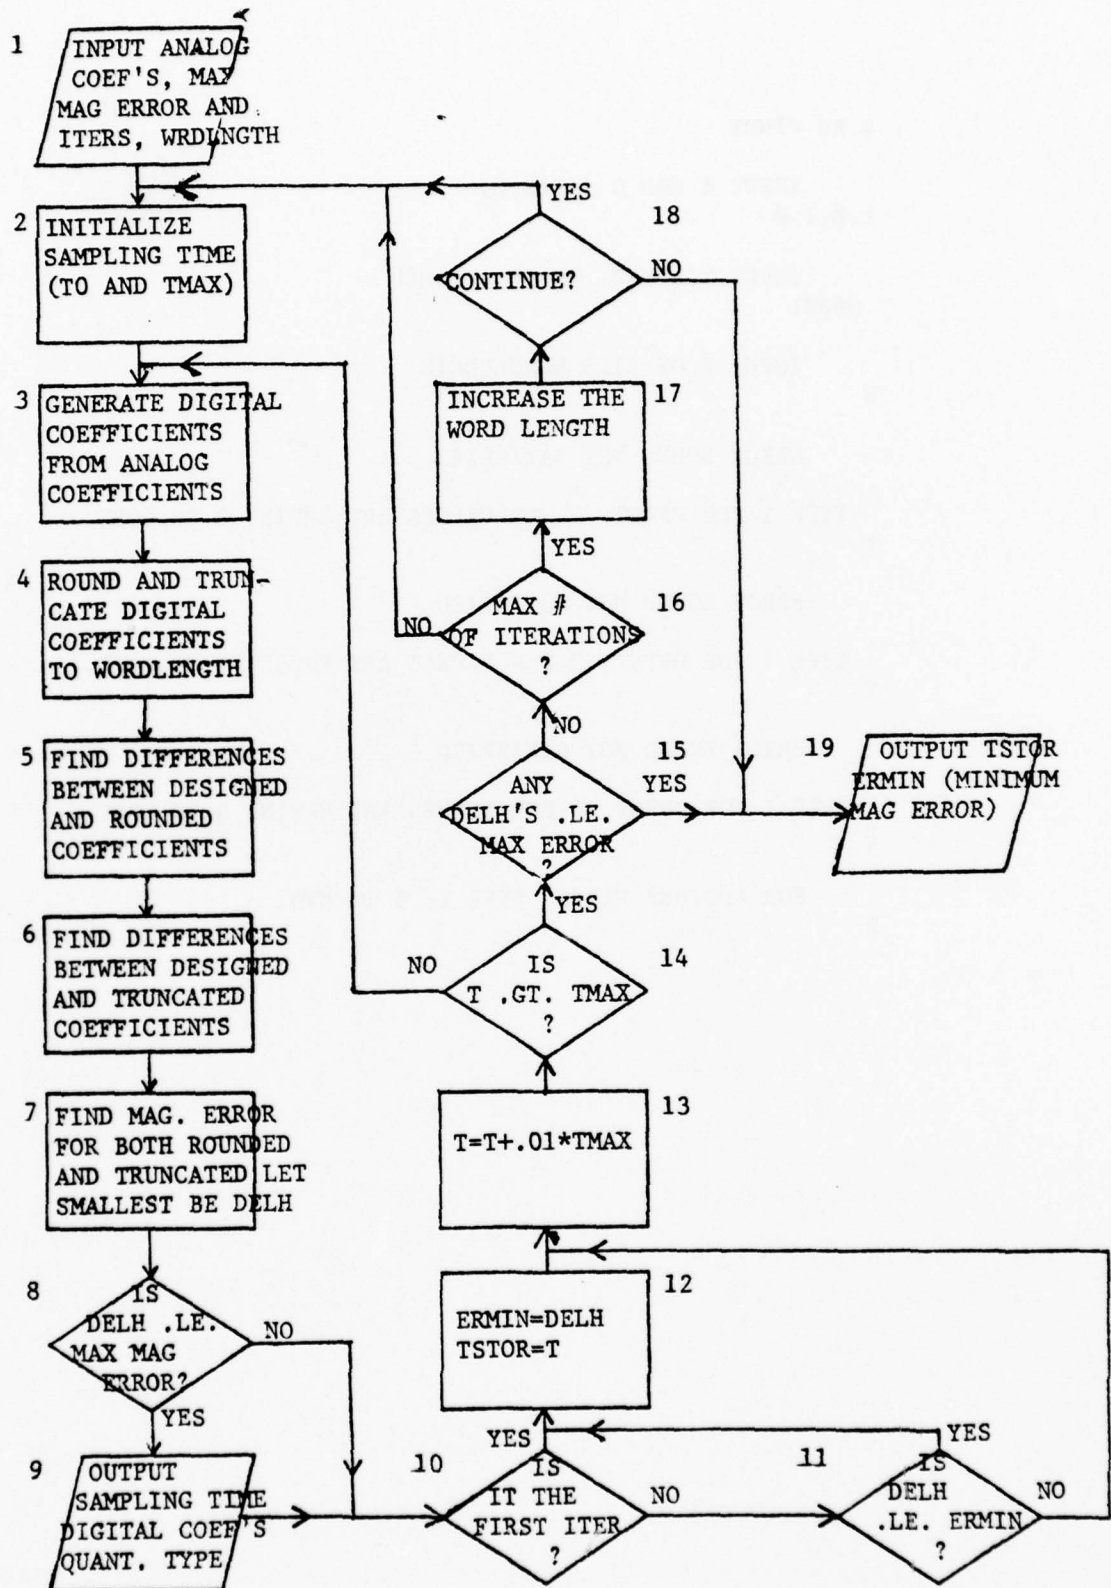 1
INPUT ANALOG
COEF'S, MAX
MAG ERROR AND
ITERS, WRDLNGTH
2
INITIALIZE
SAMPLING TIME
(TO AND TMAX)
3
GENERATE DIGITAL
COEFFICIENTS
FROM ANALOG
COEFFICIENTS
4
ROUND AND TRUN-
CATE DIGITAL
COEFFICIENTS
TO WORDLENGTH
5
FIND DIFFERENCES
BETWEEN DESIGNED
AND ROUNDED
COEFFICIENTS
6
FIND DIFFERENCES
BETWEEN DESIGNED
AND TRUNCATED
COEFFICIENTS
7
FIND MAG. ERROR
FOR BOTH ROUNDED
AND TRUNCATED LET
SMALLEST BE DELH
8
IS
DELH .LE.
MAX MAG
ERROR?
NO
YES
9
OUTPUT
SAMPLING TIME
DIGITAL COEF'S
QUANT. TYPE
10
IS
IT THE
FIRST ITER
?
YES
NO
11
IS
DELH
.LE. ERMIN
?
YES
NO
12
ERMIN=DELH
TSTOR=T
13
T=T+.01*TMAX
14
IS
T .GT. TMAX
?
NO
YES
15
ANY
DELH'S .LE.
MAX ERROR
?
YES
NO
16
MAX #
OF ITERATIONS
?
NO
YES
17
INCREASE THE
WORD LENGTH
18
CONTINUE?
YES
NO
19
OUTPUT TSTOR
ERMIN (MINIMUM
MAG ERROR)